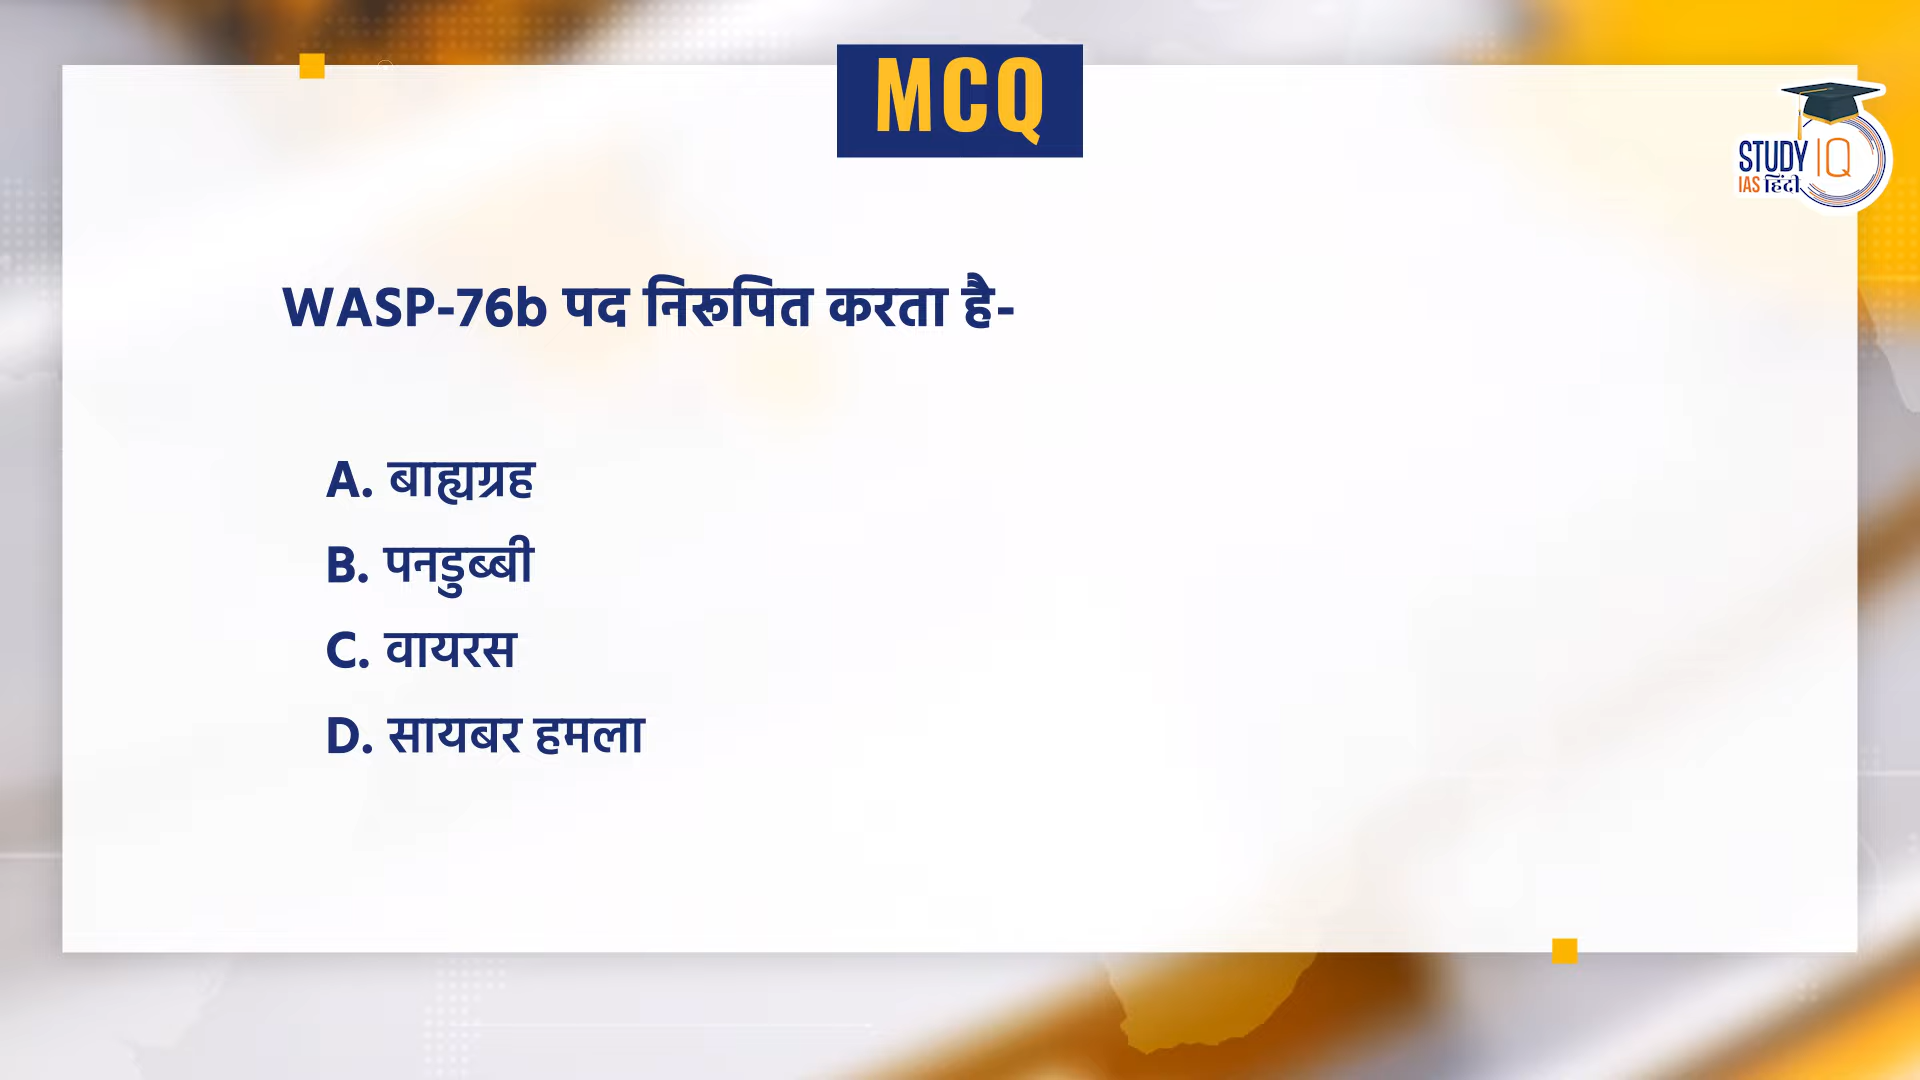 MCQ
STUDY IQ
IAS हिंदी
WASP-76b पद निरूपित करता है-
A. बाह्यग्रह
B. पनडुब्बी
C. वायरस
D. सायबर हमला